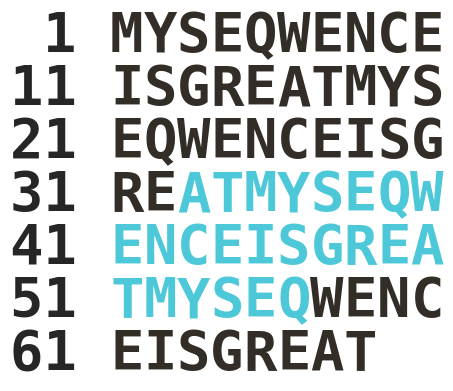 1 MYSEQWENCE
11 ISGREATMYS
21 EQWENCEISG
31 REATMYSEQW
41 ENCEISGREA
51 TMYSEQWENC
61 EISGREAT